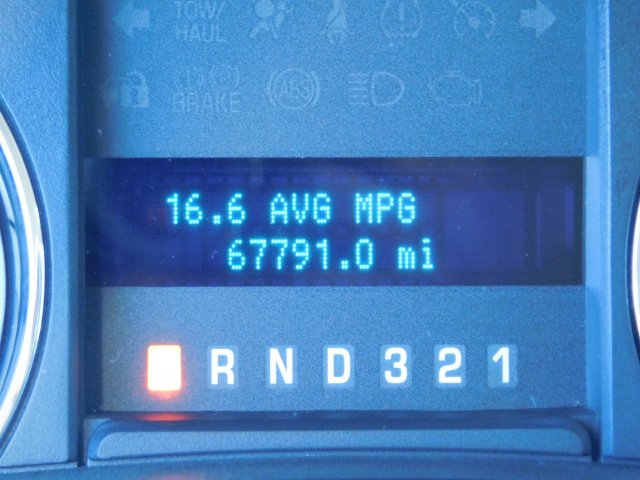 TOW/
HAUL
BRAKE ABS
16.6 AVG MPG
67791.0 mi
R N D 3 2 1